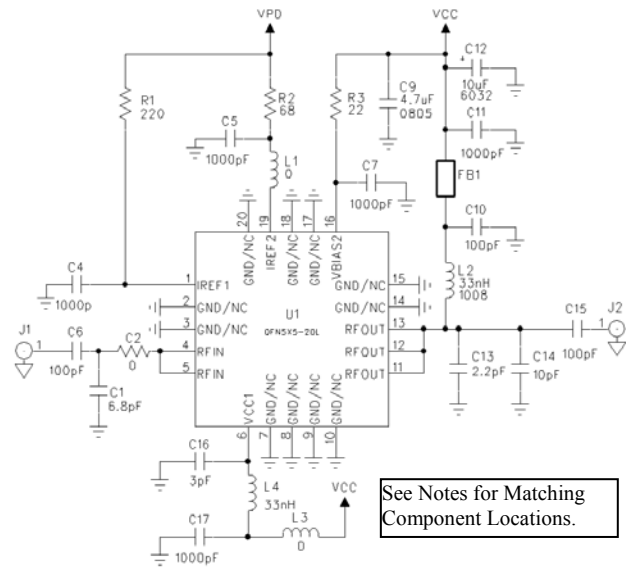 VPD
VCC
R1
220
R2
68
C5
1000pF
L1
0
R3
22
C9
4.7uF
0805
C7
1000pF
+
C12
10uF
6032
C11
1000pF
FB1
C10
100pF
L2
33nH
1008
20
19
18
17
16
GND/NC
IREF2
GND/NC
GND/NC
VBIAS2
C4
1000p
1
IREF1
2
GND/NC
3
GND/NC
4
RFIN
5
RFIN
U1
QFN5X5-20L
GND/NC
15
GND/NC
14
RFOUT
13
RFOUT
12
RFOUT
11
J1
1
C6
100pF
C2
0
C1
6.8pF
C15
100pF
1
J2
C13
2.2pF
C14
10pF
VCC1
GND/NC
GND/NC
GND/NC
GND/NC
6
7
8
9
10
C16
3pF
L4
33nH
C17
1000pF
L3
0
VCC
See Notes for Matching
Component Locations.